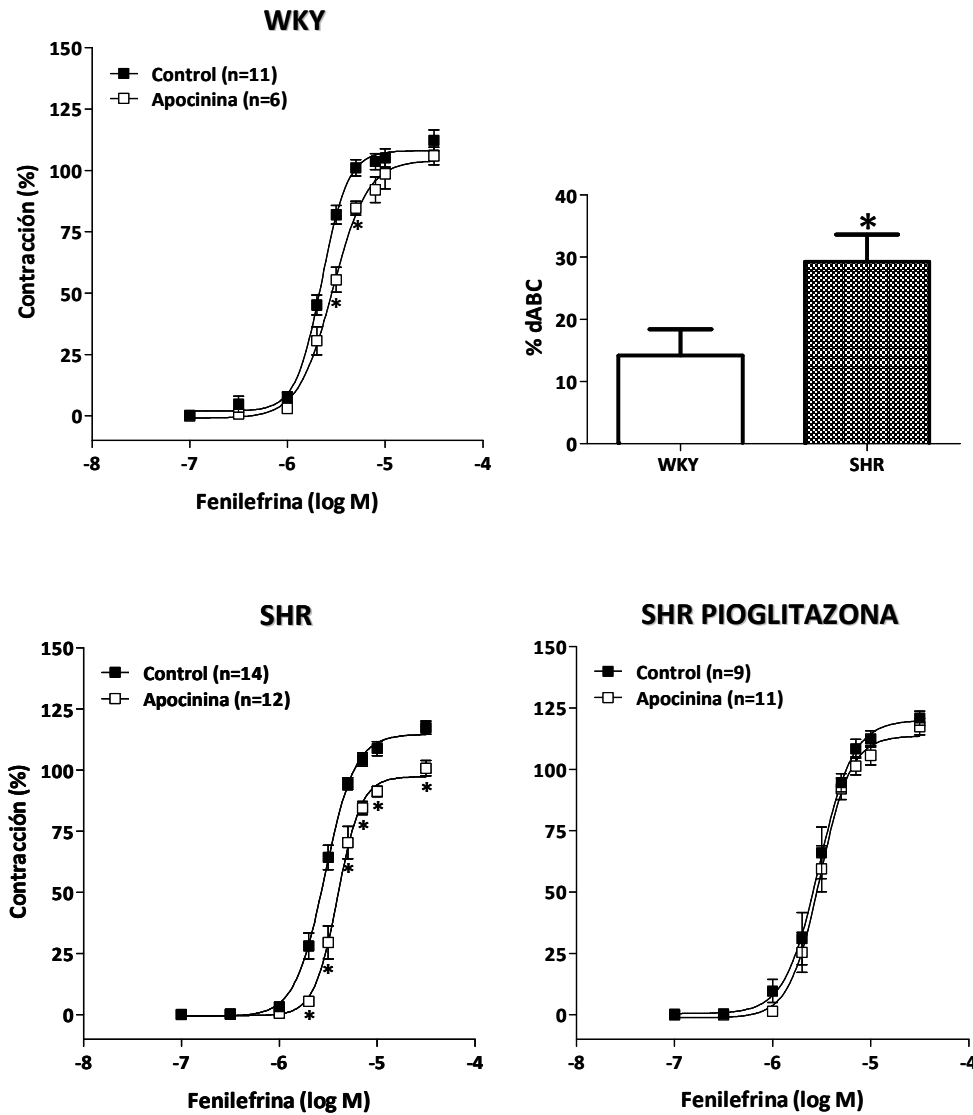 WKY
150
125
100
75
50
25
0
Contracción (%)
Control (n=11)
Apocinina (n=6)
*
*
-8
-7
-6
-5
-4
Fenilefrina (log M)
40
30
20
10
0
% dABC
*
WKY
SHR
SHR
150
125
100
75
50
25
0
Contracción (%)
Control (n=14)
Apocinina (n=12)
*
*
*
*
*
*
-8
-7
-6
-5
-4
Fenilefrina (log M)
SHR PIOGLITAZONA
150
125
100
75
50
25
0
Control (n=9)
Apocinina (n=11)
-8
-7
-6
-5
-4
Fenilefrina (log M)